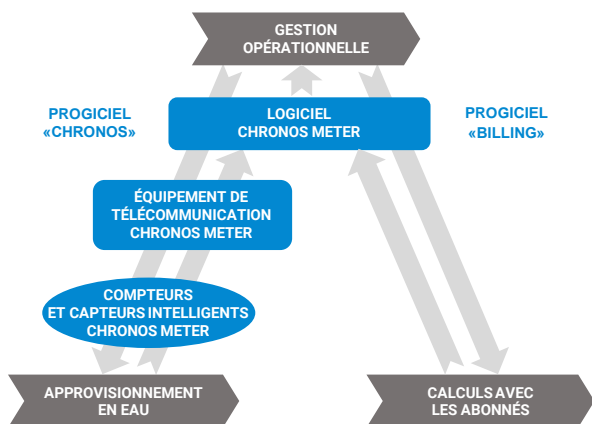 GESTION
OPÉRATIONNELLE
PROGICIEL
«CHRONOS»
LOGICIEL
CHRONOS METER
PROGICIEL
«BILLING»
ÉQUIPEMENT DE
TÉLÉCOMMUNICATION
CHRONOS METER
COMPTEURS
ET CAPTEURS INTELLIGENTS
CHRONOS METER
APPROVISIONNEMENT
EN EAU
CALCULS AVEC
LES ABONNÉS